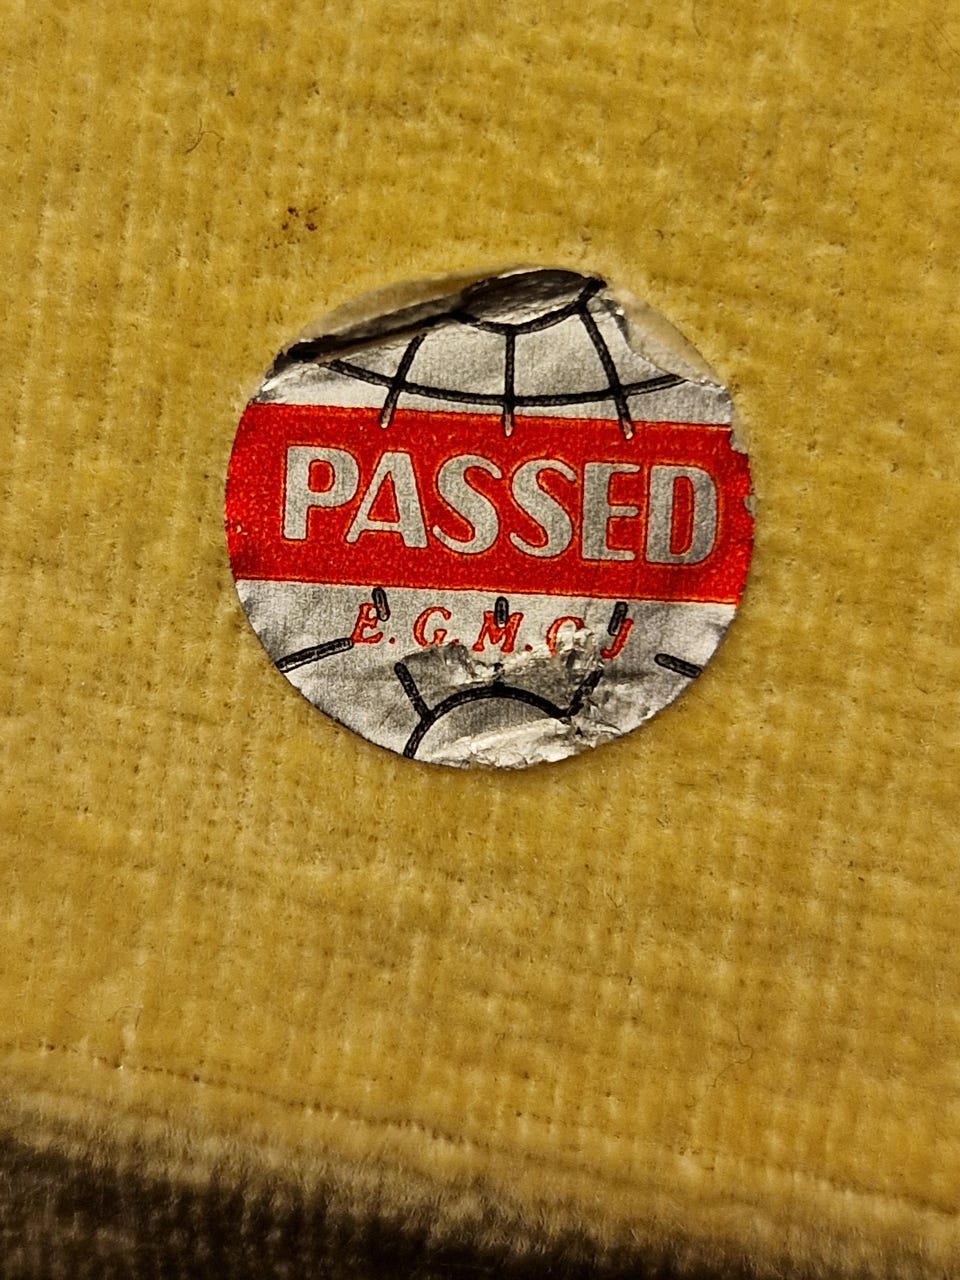 PASSED
E. G. M. O J